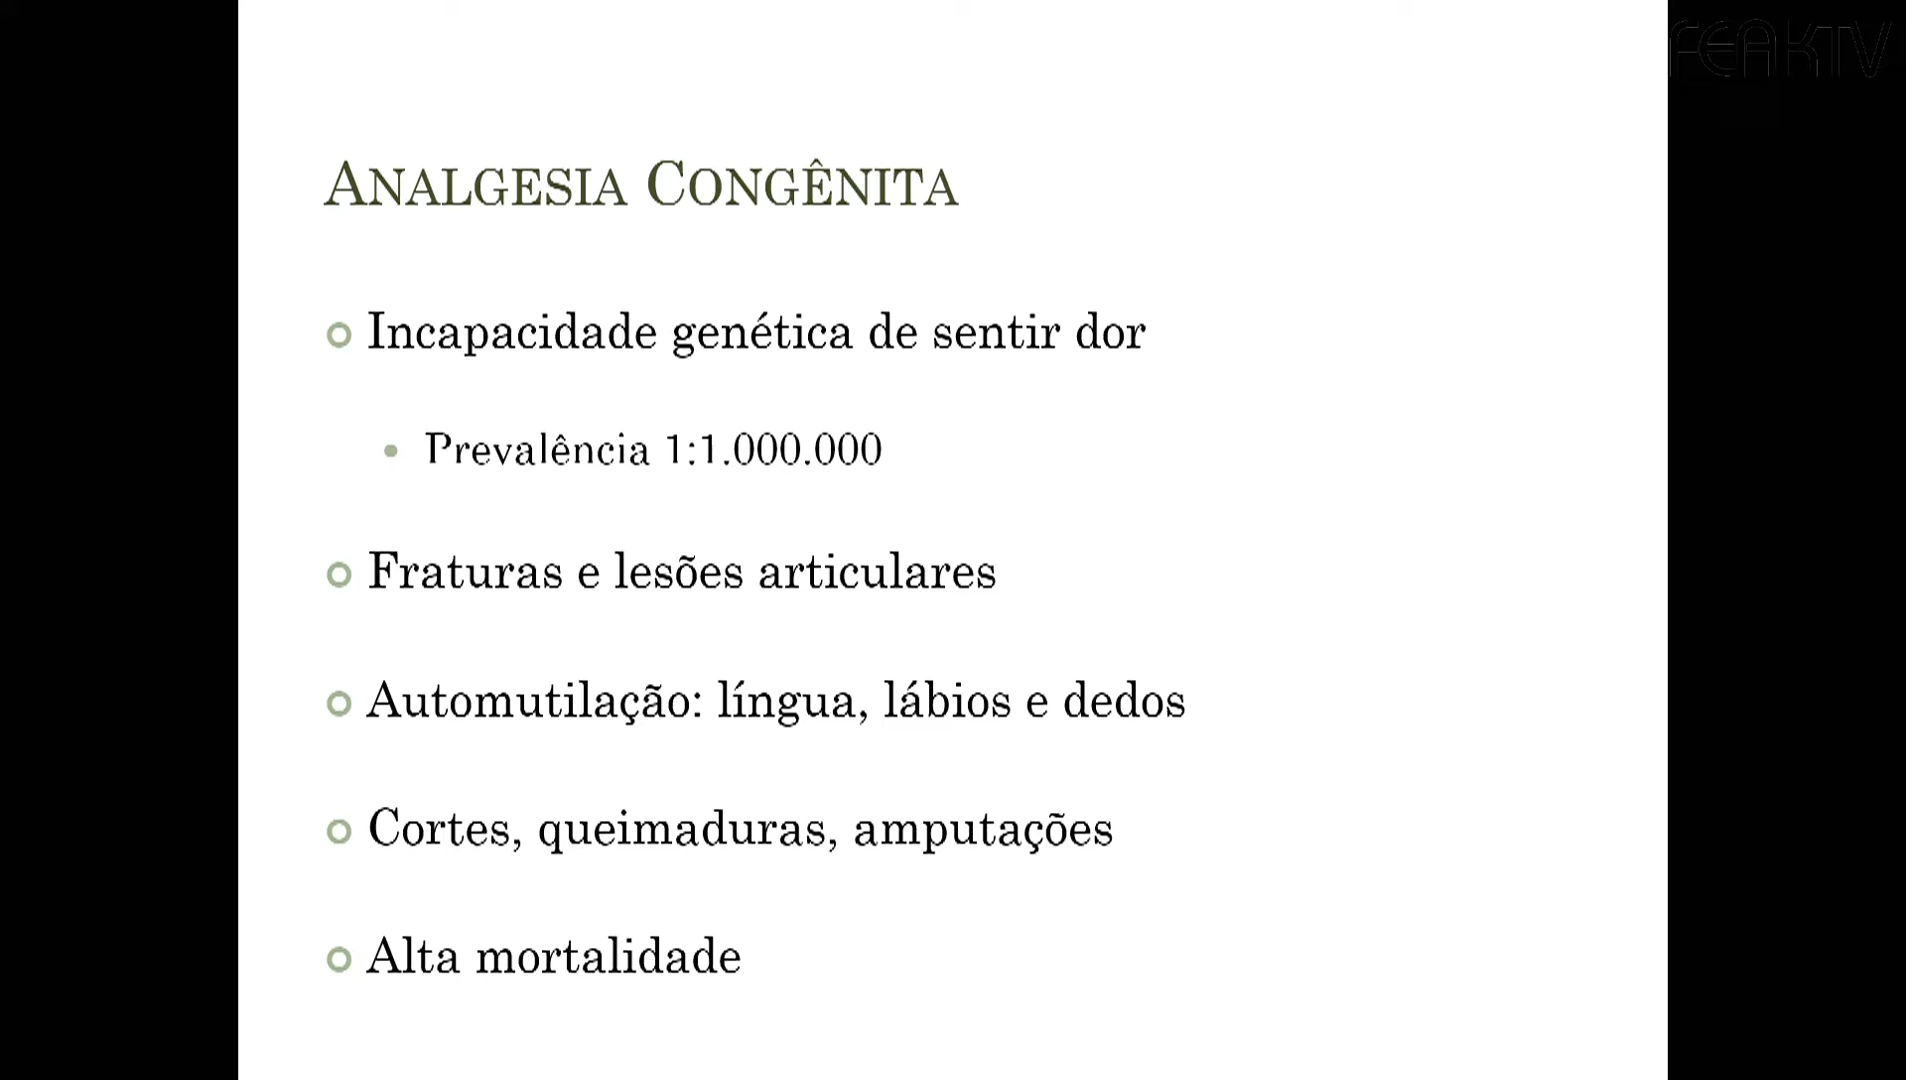 FEAKTV
ANALGESIA CONGÊNITA
Incapacidade genética de sentir dor
Prevalência 1:1.000.000
Fraturas e lesões articulares
Automutilação: língua, lábios e dedos
Cortes, queimaduras, amputações
Alta mortalidade